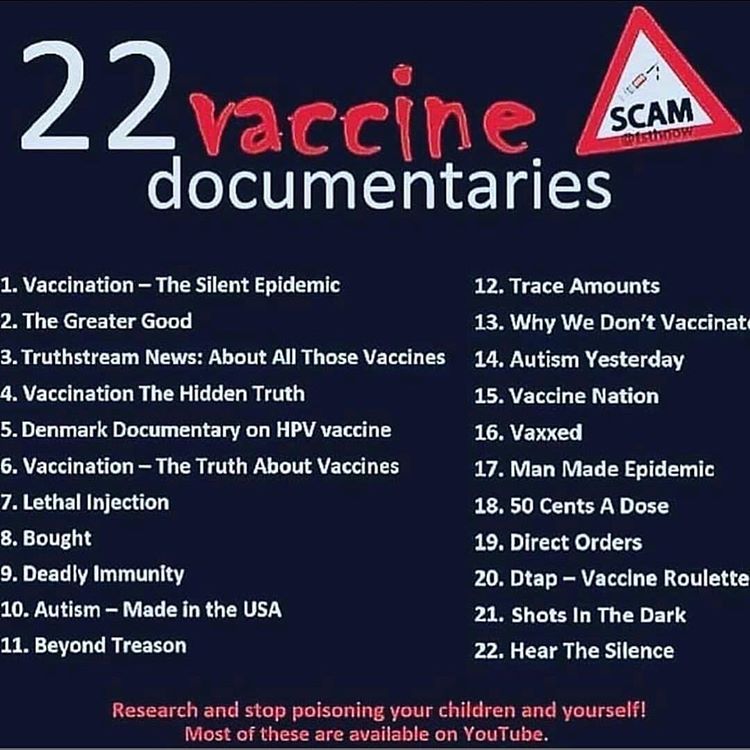 22 vaccine
documentaries
SCAM
@fsthnow
1. Vaccination – The Silent Epidemic
2. The Greater Good
3. Truthstream News: About All Those Vaccines
4. Vaccination The Hidden Truth
5. Denmark Documentary on HPV vaccine
6. Vaccination – The Truth About Vaccines
7. Lethal Injection
8. Bought
9. Deadly Immunity
10. Autism – Made in the USA
11. Beyond Treason
12. Trace Amounts
13. Why We Don't Vaccinate
14. Autism Yesterday
15. Vaccine Nation
16. Vaxxed
17. Man Made Epidemic
18. 50 Cents A Dose
19. Direct Orders
20. Dtap – Vaccine Roulette
21. Shots In The Dark
22. Hear The Silence
Research and stop poisoning your children and yourself!
Most of these are available on YouTube.